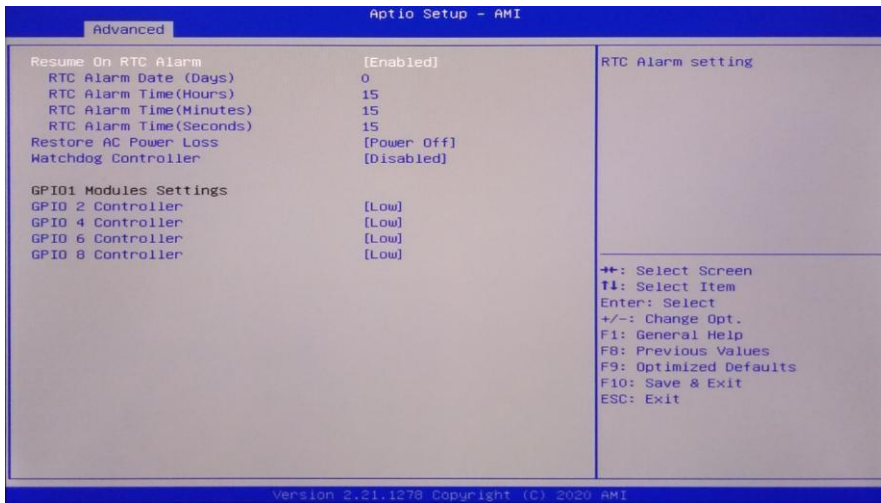 Aptio Setup - AMI
Advanced
Resume On RTC Alarm [Enabled]
RTC Alarm Date (Days) 0
RTC Alarm Time(Hours) 15
RTC Alarm Time(Minutes) 15
RTC Alarm Time(Seconds) 15
Restore AC Power Loss [Power Off]
Watchdog Controller [Disabled]
GPIO1 Modules Settings
GPIO 2 Controller [Low]
GPIO 4 Controller [Low]
GPIO 6 Controller [Low]
GPIO 8 Controller [Low]
RTC Alarm setting
→←: Select Screen
↑↓: Select Item
Enter: Select
+/-: Change Opt.
F1: General Help
F8: Previous Values
F9: Optimized Defaults
F10: Save & Exit
ESC: Exit
Version 2.21.1278 Copyright (C) 2020 AMI